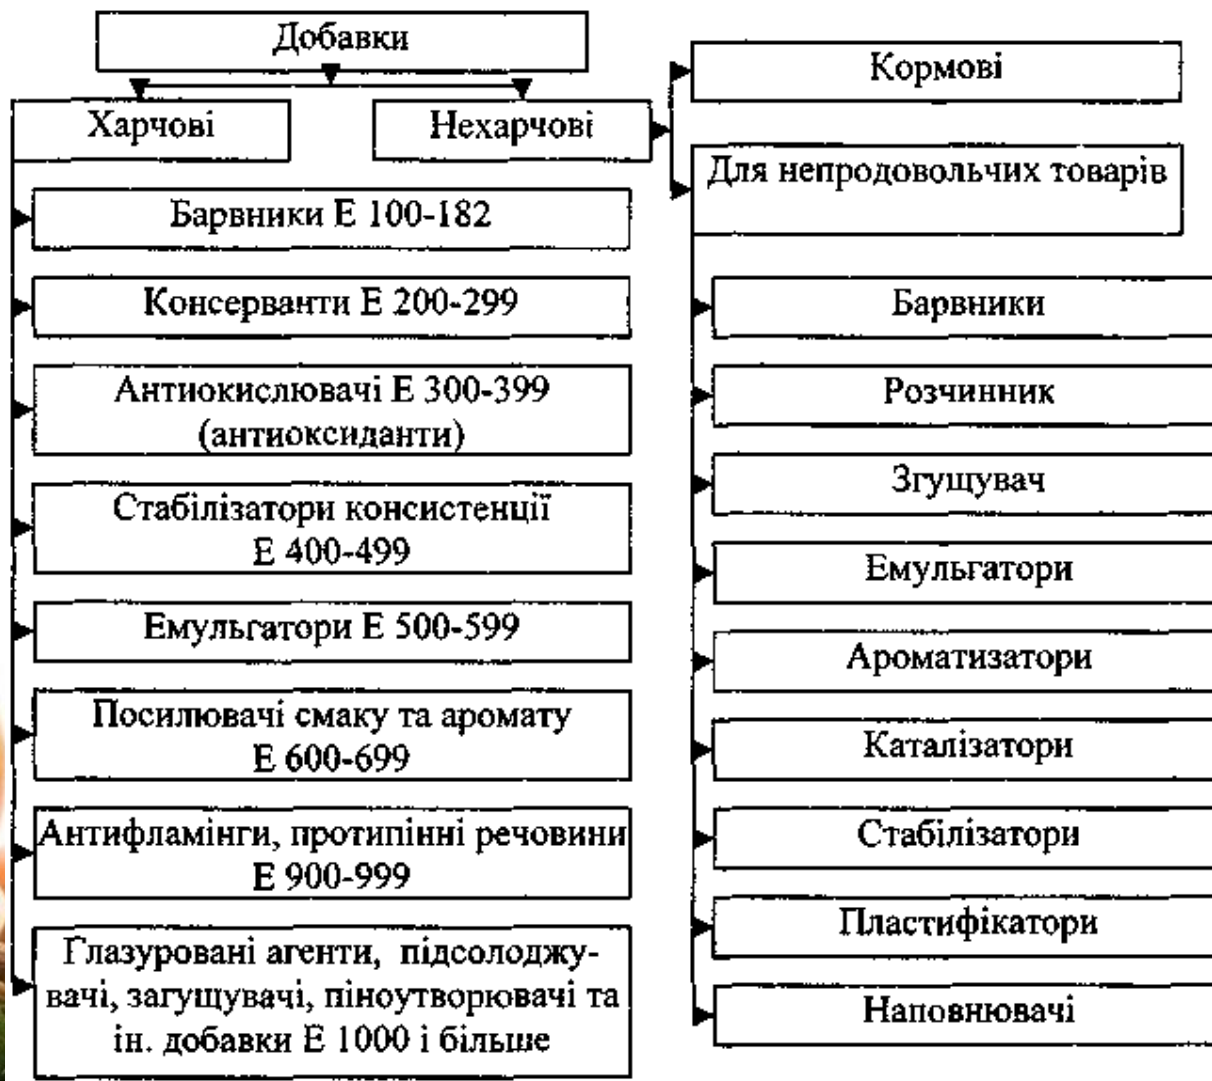 Добавки
Харчові
Нехарчові
Барвники Е 100-182
Консерванти Е 200-299
Антиокислювачі Е 300-399
(антиоксиданти)
Стабілізатори консистенції
Е 400-499
Емульгатори Е 500-599
Посилювачі смаку та аромату
Е 600-699
Антифламінги, протипінні речовини
Е 900-999
Глазуровані агенти, підсолоджу-
вачі, загущувачі, піноутворювачі та
ін. добавки Е 1000 і більше
Кормові
Для непродовольчих товарів
Барвники
Розчинник
Згущувач
Емульгатори
Ароматизатори
Каталізатори
Стабілізатори
Пластифікатори
Наповнювачі